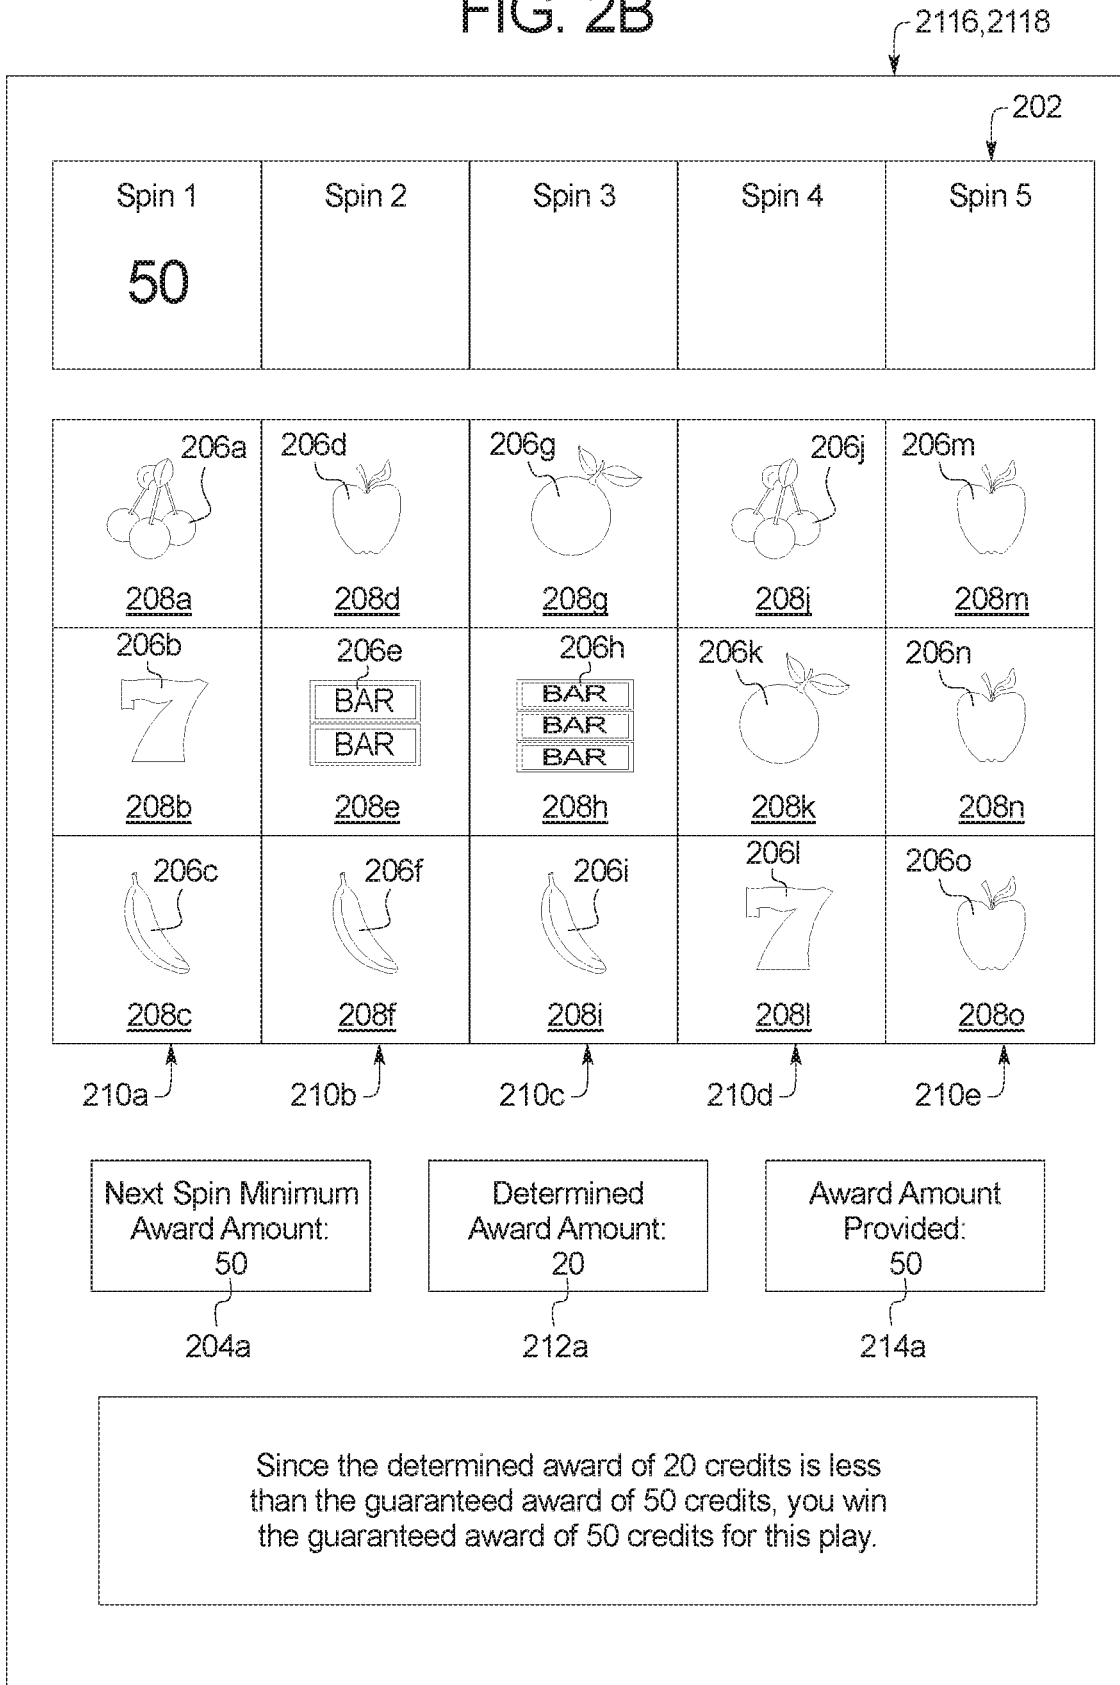 FIG. 2B
2116,2118
202
Spin 1 Spin 2 Spin 3 Spin 4 Spin 5
50
206a 206d 206g 206j 206m
208a 208d 208g 208j 208m
206b 206e 206h 206k 206n
BAR BAR
BAR BAR
BAR
208b 208e 208h 208k 208n
206c 206f 206i 206l 206o
208c 208f 208i 208l 208o
210a 210b 210c 210d 210e
Next Spin Minimum
Award Amount:
50
204a
Determined
Award Amount:
20
212a
Award Amount
Provided:
50
214a
Since the determined award of 20 credits is less
than the guaranteed award of 50 credits, you win
the guaranteed award of 50 credits for this play.